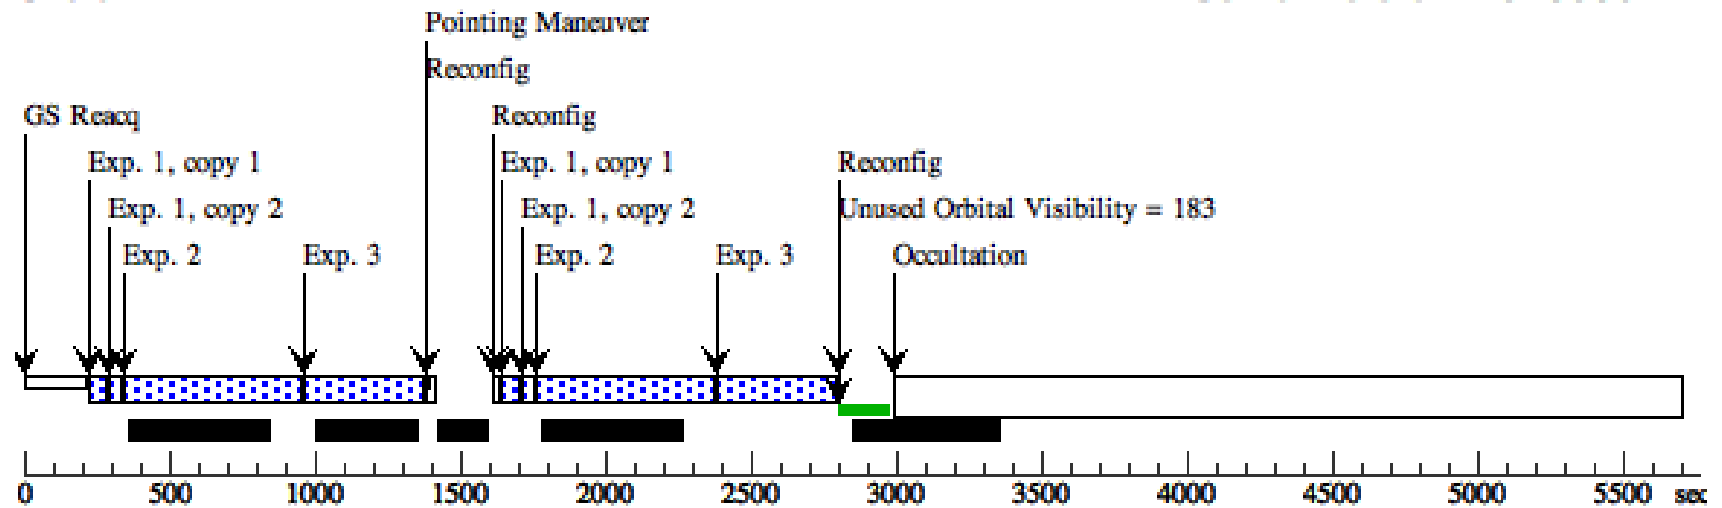 Pointing Maneuver
Reconfig
GS Reacq
Reconfig
Exp. 1, copy 1
Exp. 1, copy 1
Reconfig
Exp. 1, copy 2
Exp. 1, copy 2
Unused Orbital Visibility = 183
Exp. 2
Exp. 3
Exp. 2
Exp. 3
Occultation
0 500 1000 1500 2000 2500 3000 3500 4000 4500 5000 5500 sec